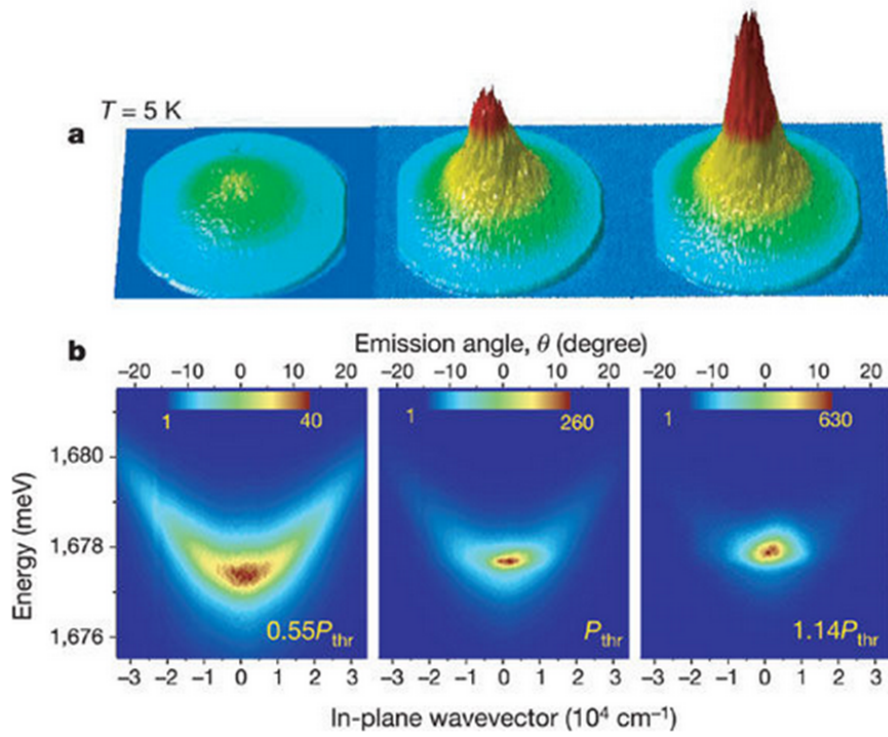 T = 5 K
a
b
Emission angle, θ (degree)
−20 −10 0 10 20
−20 −10 0 10 20
−20 −10 0 10 20
1 40
1 260
1 630
Energy (meV)
1,680
1,678
1,676
0.55Pthr
Pthr
1.14Pthr
−3 −2 −1 0 1 2 3
−3 −2 −1 0 1 2 3
−3 −2 −1 0 1 2 3
In-plane wavevector (10⁴ cm⁻¹)